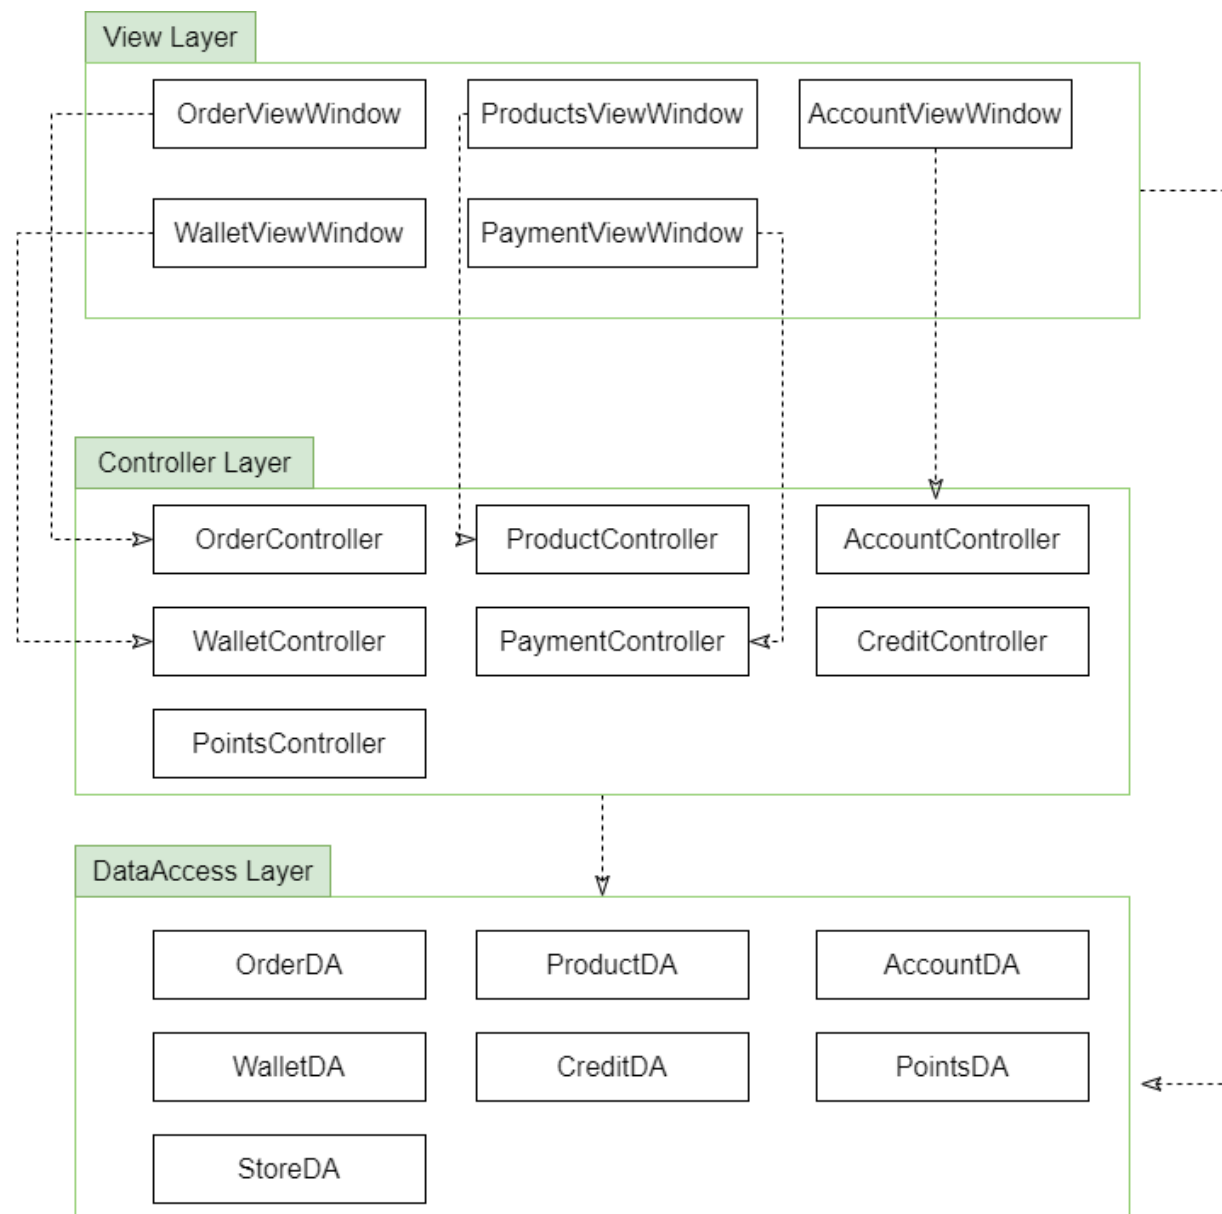 View Layer
OrderViewWindow
ProductsViewWindow
AccountViewWindow
WalletViewWindow
PaymentViewWindow
Controller Layer
OrderController
ProductController
AccountController
WalletController
PaymentController
CreditController
PointsController
DataAccess Layer
OrderDA
ProductDA
AccountDA
WalletDA
CreditDA
PointsDA
StoreDA